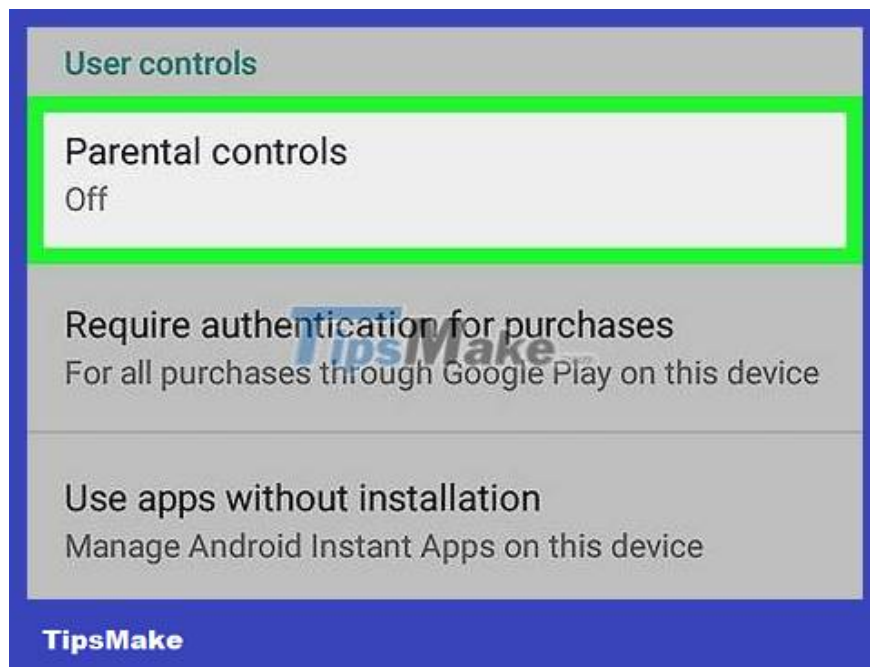 User controls
Parental controls
Off
Require authentication for purchases
For all purchases through Google Play on this device
TipsMake
Use apps without installation
Manage Android Instant Apps on this device
TipsMake